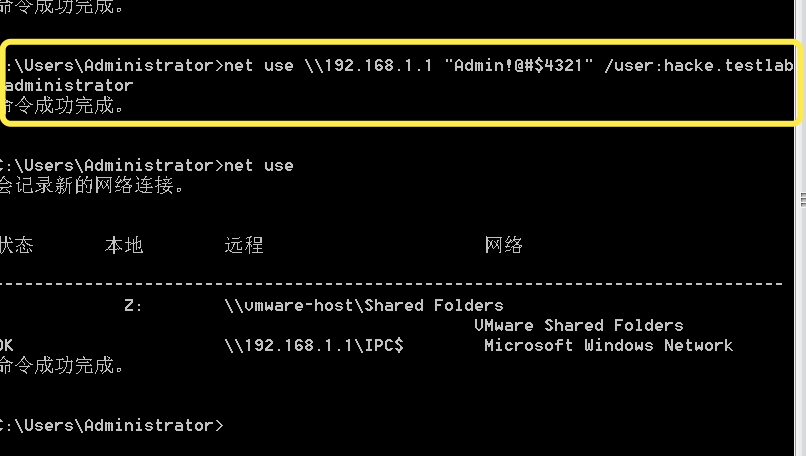 命令成功完成。
:\Users\Administrator>net use \\192.168.1.1 "Admin!@#$4321" /user:hacke.testlab
administrator
命令成功完成。
C:\Users\Administrator>net use
会记录新的网络连接。
状态 本地 远程 网络
-------------------------------------------------------------------------------
Z: \\vmware-host\Shared Folders
VMware Shared Folders
OK \\192.168.1.1\IPC$ Microsoft Windows Network
命令成功完成。
C:\Users\Administrator>